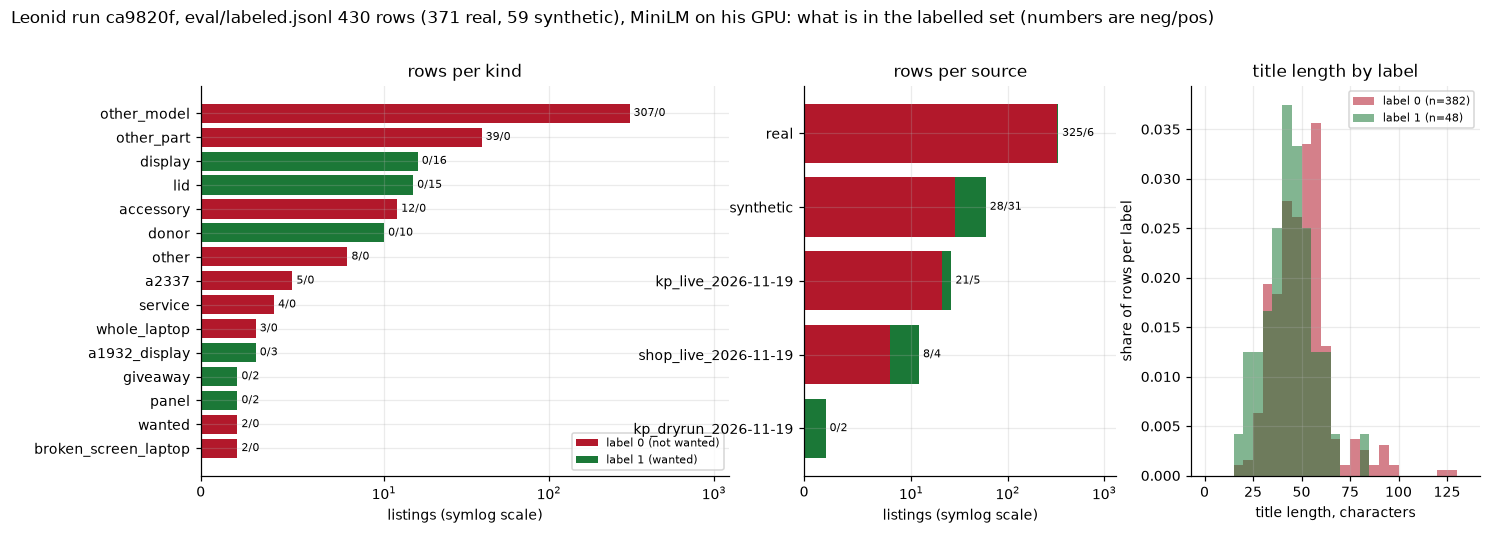 Leonid run ca9820f, eval/labeled.jsonl 430 rows (371 real, 59 synthetic), MiniLM on his GPU: what is in the labelled set (numbers are neg/pos)
rows per kind
other_model
307/0
other_part
39/0
display
0/16
lid
0/15
accessory
12/0
donor
0/10
other
8/0
a2337
5/0
service
4/0
whole_laptop
3/0
a1932_display
0/3
giveaway
0/2
panel
0/2
wanted
2/0
broken_screen_laptop
2/0
label 0 (not wanted)
label 1 (wanted)
0
10¹
10²
10³
listings (symlog scale)
rows per source
real
325/6
synthetic
28/31
kp_live_2026-11-19
21/5
shop_live_2026-11-19
8/4
kp_dryrun_2026-11-19
0/2
0
10¹
10²
10³
listings (symlog scale)
title length by label
label 0 (n=382)
label 1 (n=48)
share of rows per label
0.035
0.030
0.025
0.020
0.015
0.010
0.005
0.000
0
25
50
75
100
125
title length, characters